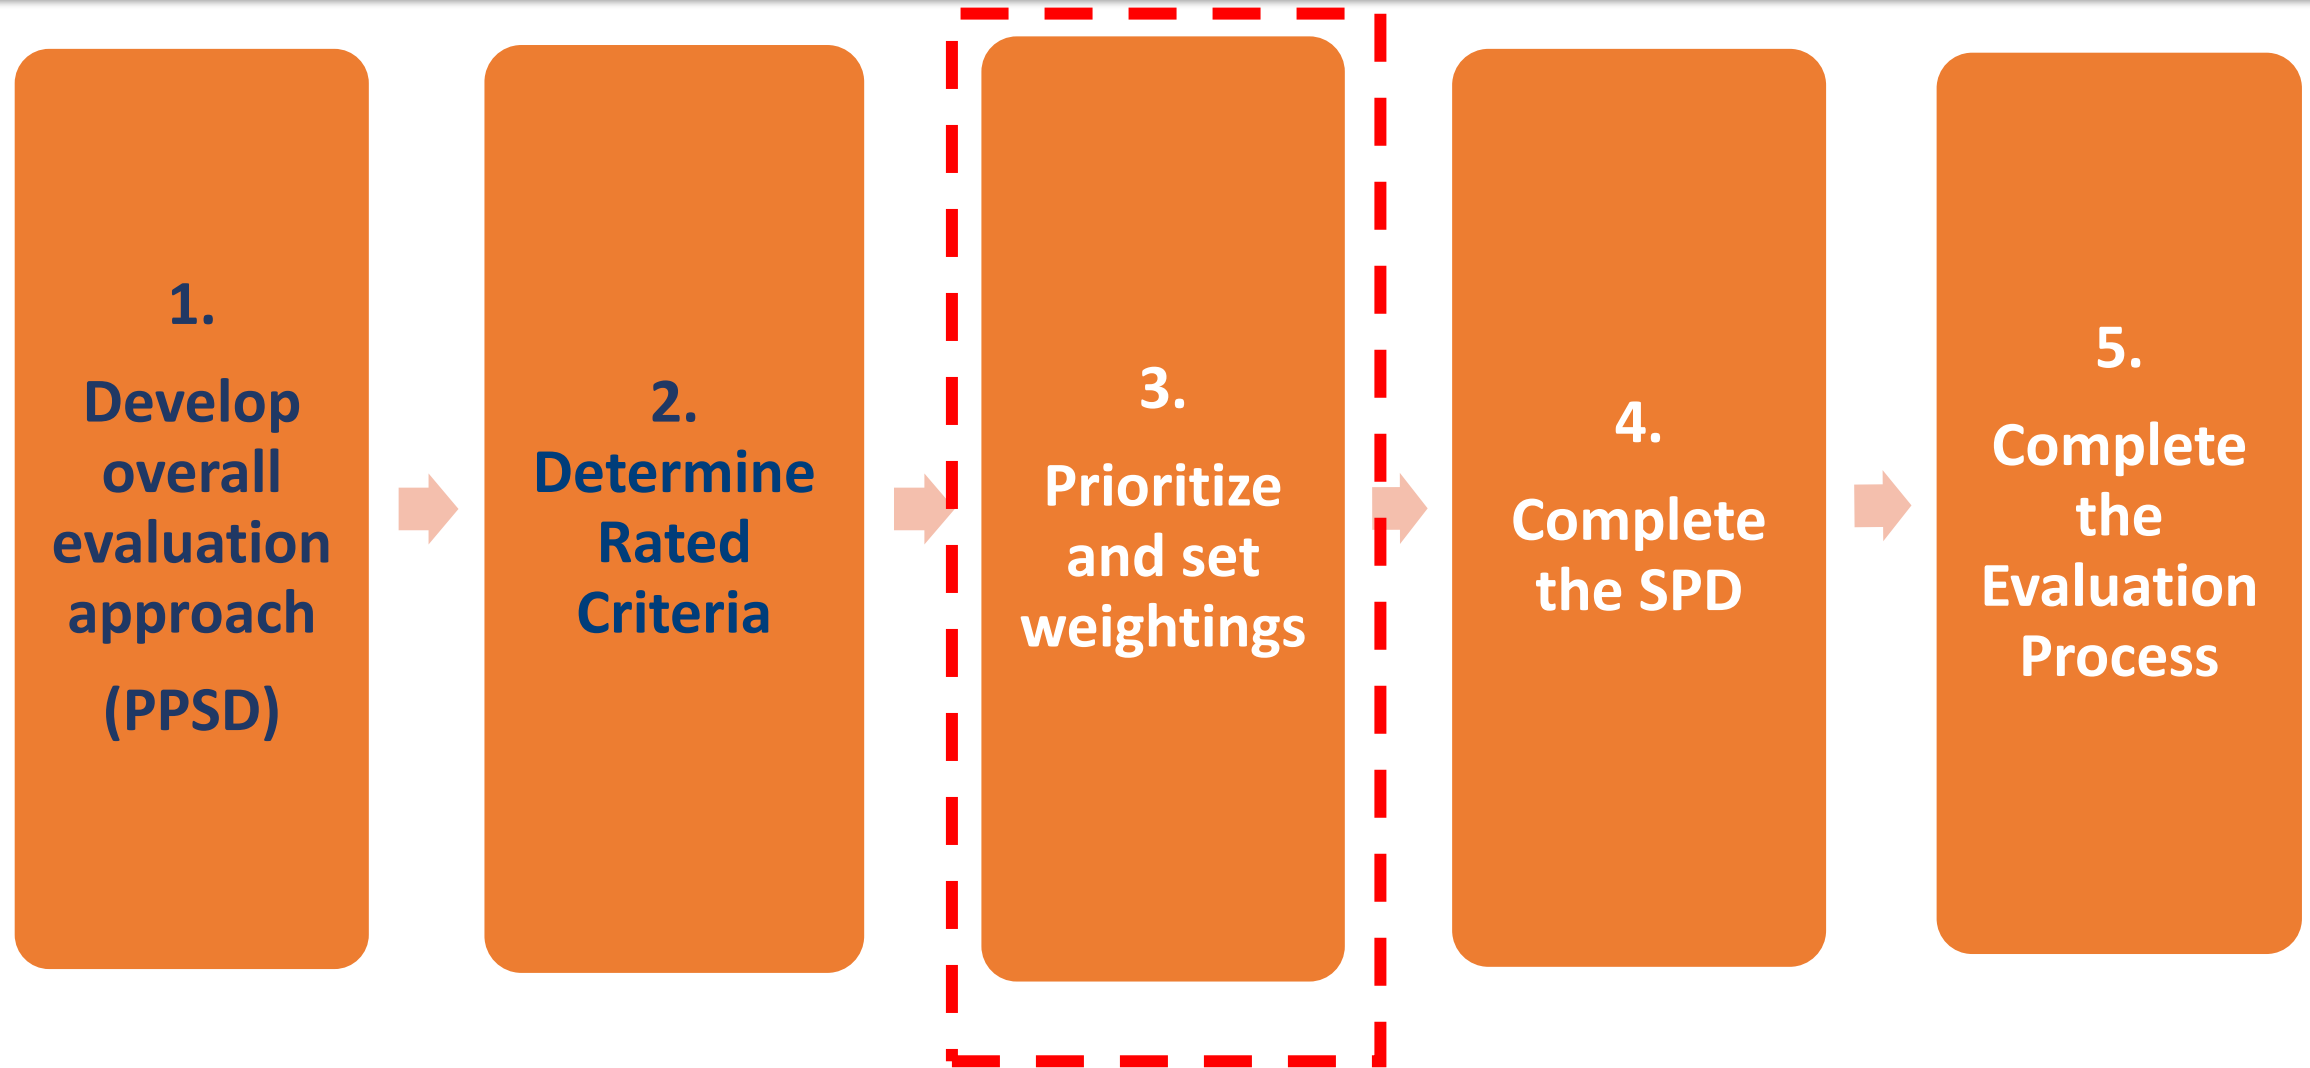 1.
Develop
overall
evaluation
approach
(PPSD)
2.
Determine
Rated
Criteria
3.
Prioritize
and set
weightings
4.
Complete
the SPD
5.
Complete
the
Evaluation
Process